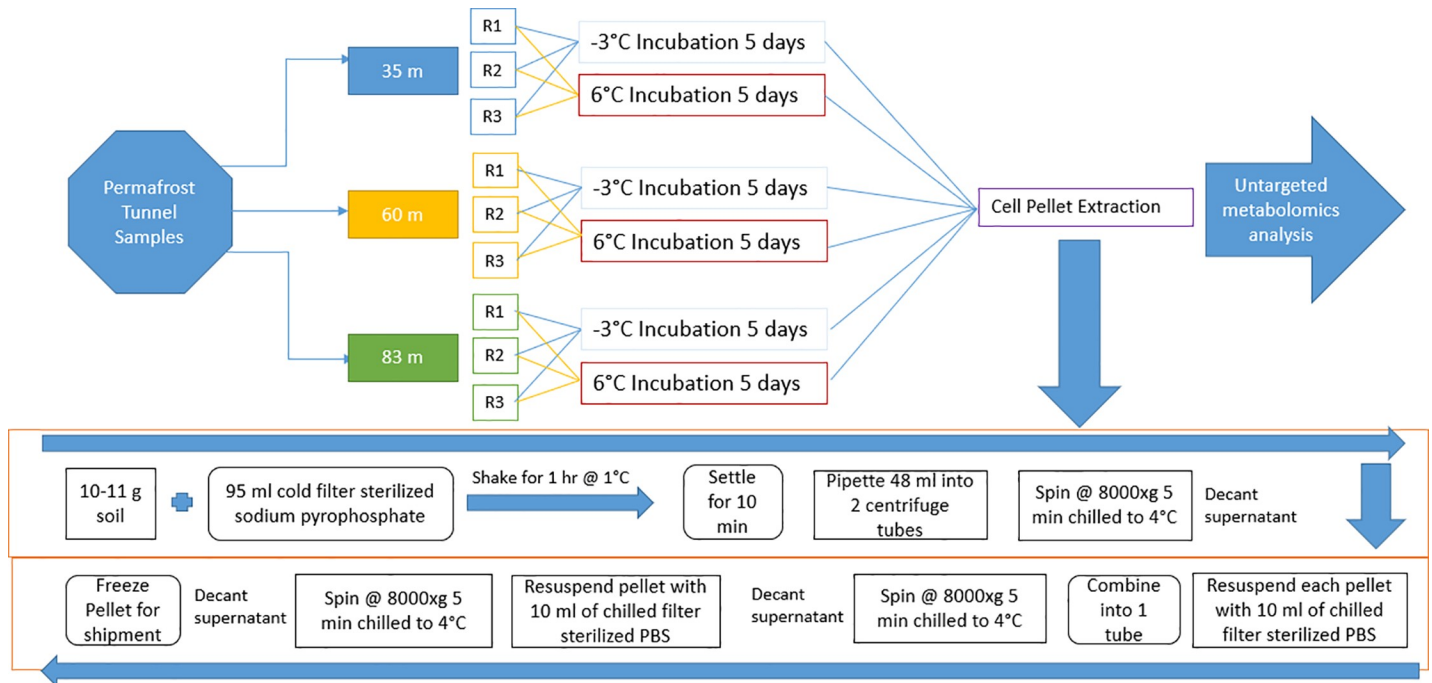 Permafrost
Tunnel
Samples
35 m
R1
R2
R3
-3°C Incubation 5 days
6°C Incubation 5 days
60 m
R1
R2
R3
-3°C Incubation 5 days
6°C Incubation 5 days
83 m
R1
R2
R3
-3°C Incubation 5 days
6°C Incubation 5 days
Cell Pellet Extraction
Untargeted
metabolomics
analysis
10-11 g
soil
95 ml cold filter sterilized
sodium pyrophosphate
Shake for 1 hr @ 1°C
Settle
for 10
min
Pipette 48 ml into
2 centrifuge
tubes
Spin @ 8000xg 5
min chilled to 4°C
Decant
supernatant
Resuspend each pellet
with 10 ml of chilled
filter sterilized PBS
Combine
into 1
tube
Spin @ 8000xg 5
min chilled to 4°C
Decant
supernatant
Resuspend pellet with
10 ml of chilled filter
sterilized PBS
Spin @ 8000xg 5
min chilled to 4°C
Decant
supernatant
Freeze
Pellet for
shipment